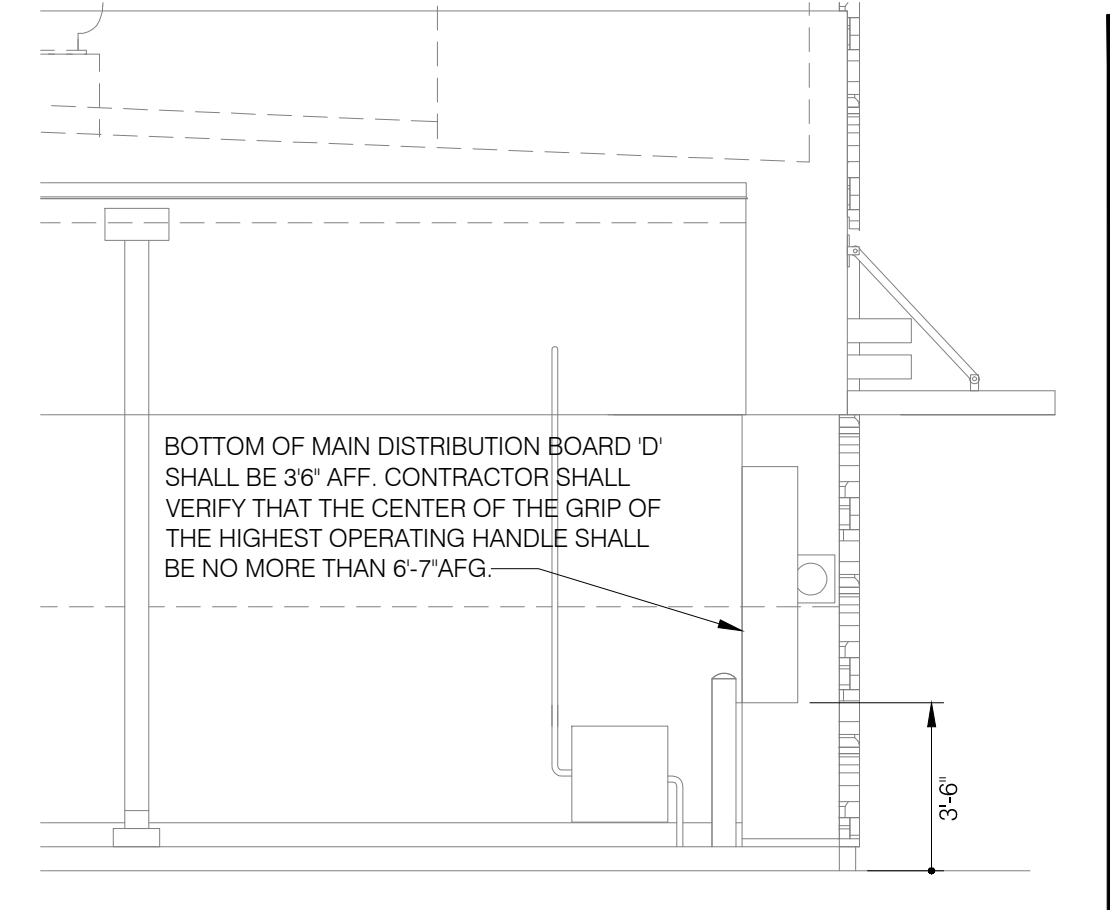 BOTTOM OF MAIN DISTRIBUTION BOARD 'D'
SHALL BE 3'6" AFF. CONTRACTOR SHALL
VERIFY THAT THE CENTER OF THE GRIP OF
THE HIGHEST OPERATING HANDLE SHALL
BE NO MORE THAN 6'-7"AFG.
3'-6"